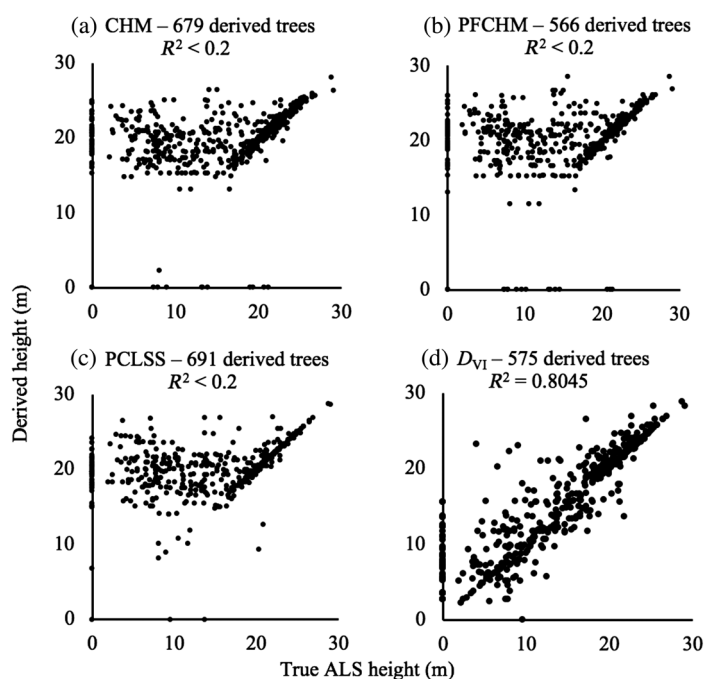 (a) CHM – 679 derived trees
R² < 0.2
30
20
10
0
0 10 20 30
(b) PFCHM – 566 derived trees
R² < 0.2
30
20
10
0
0 10 20 30
Derived height (m)
(c) PCLSS – 691 derived trees
R² < 0.2
30
20
10
0
0 10 20 30
(d) D_VI – 575 derived trees
R² = 0.8045
30
20
10
0
0 10 20 30
True ALS height (m)